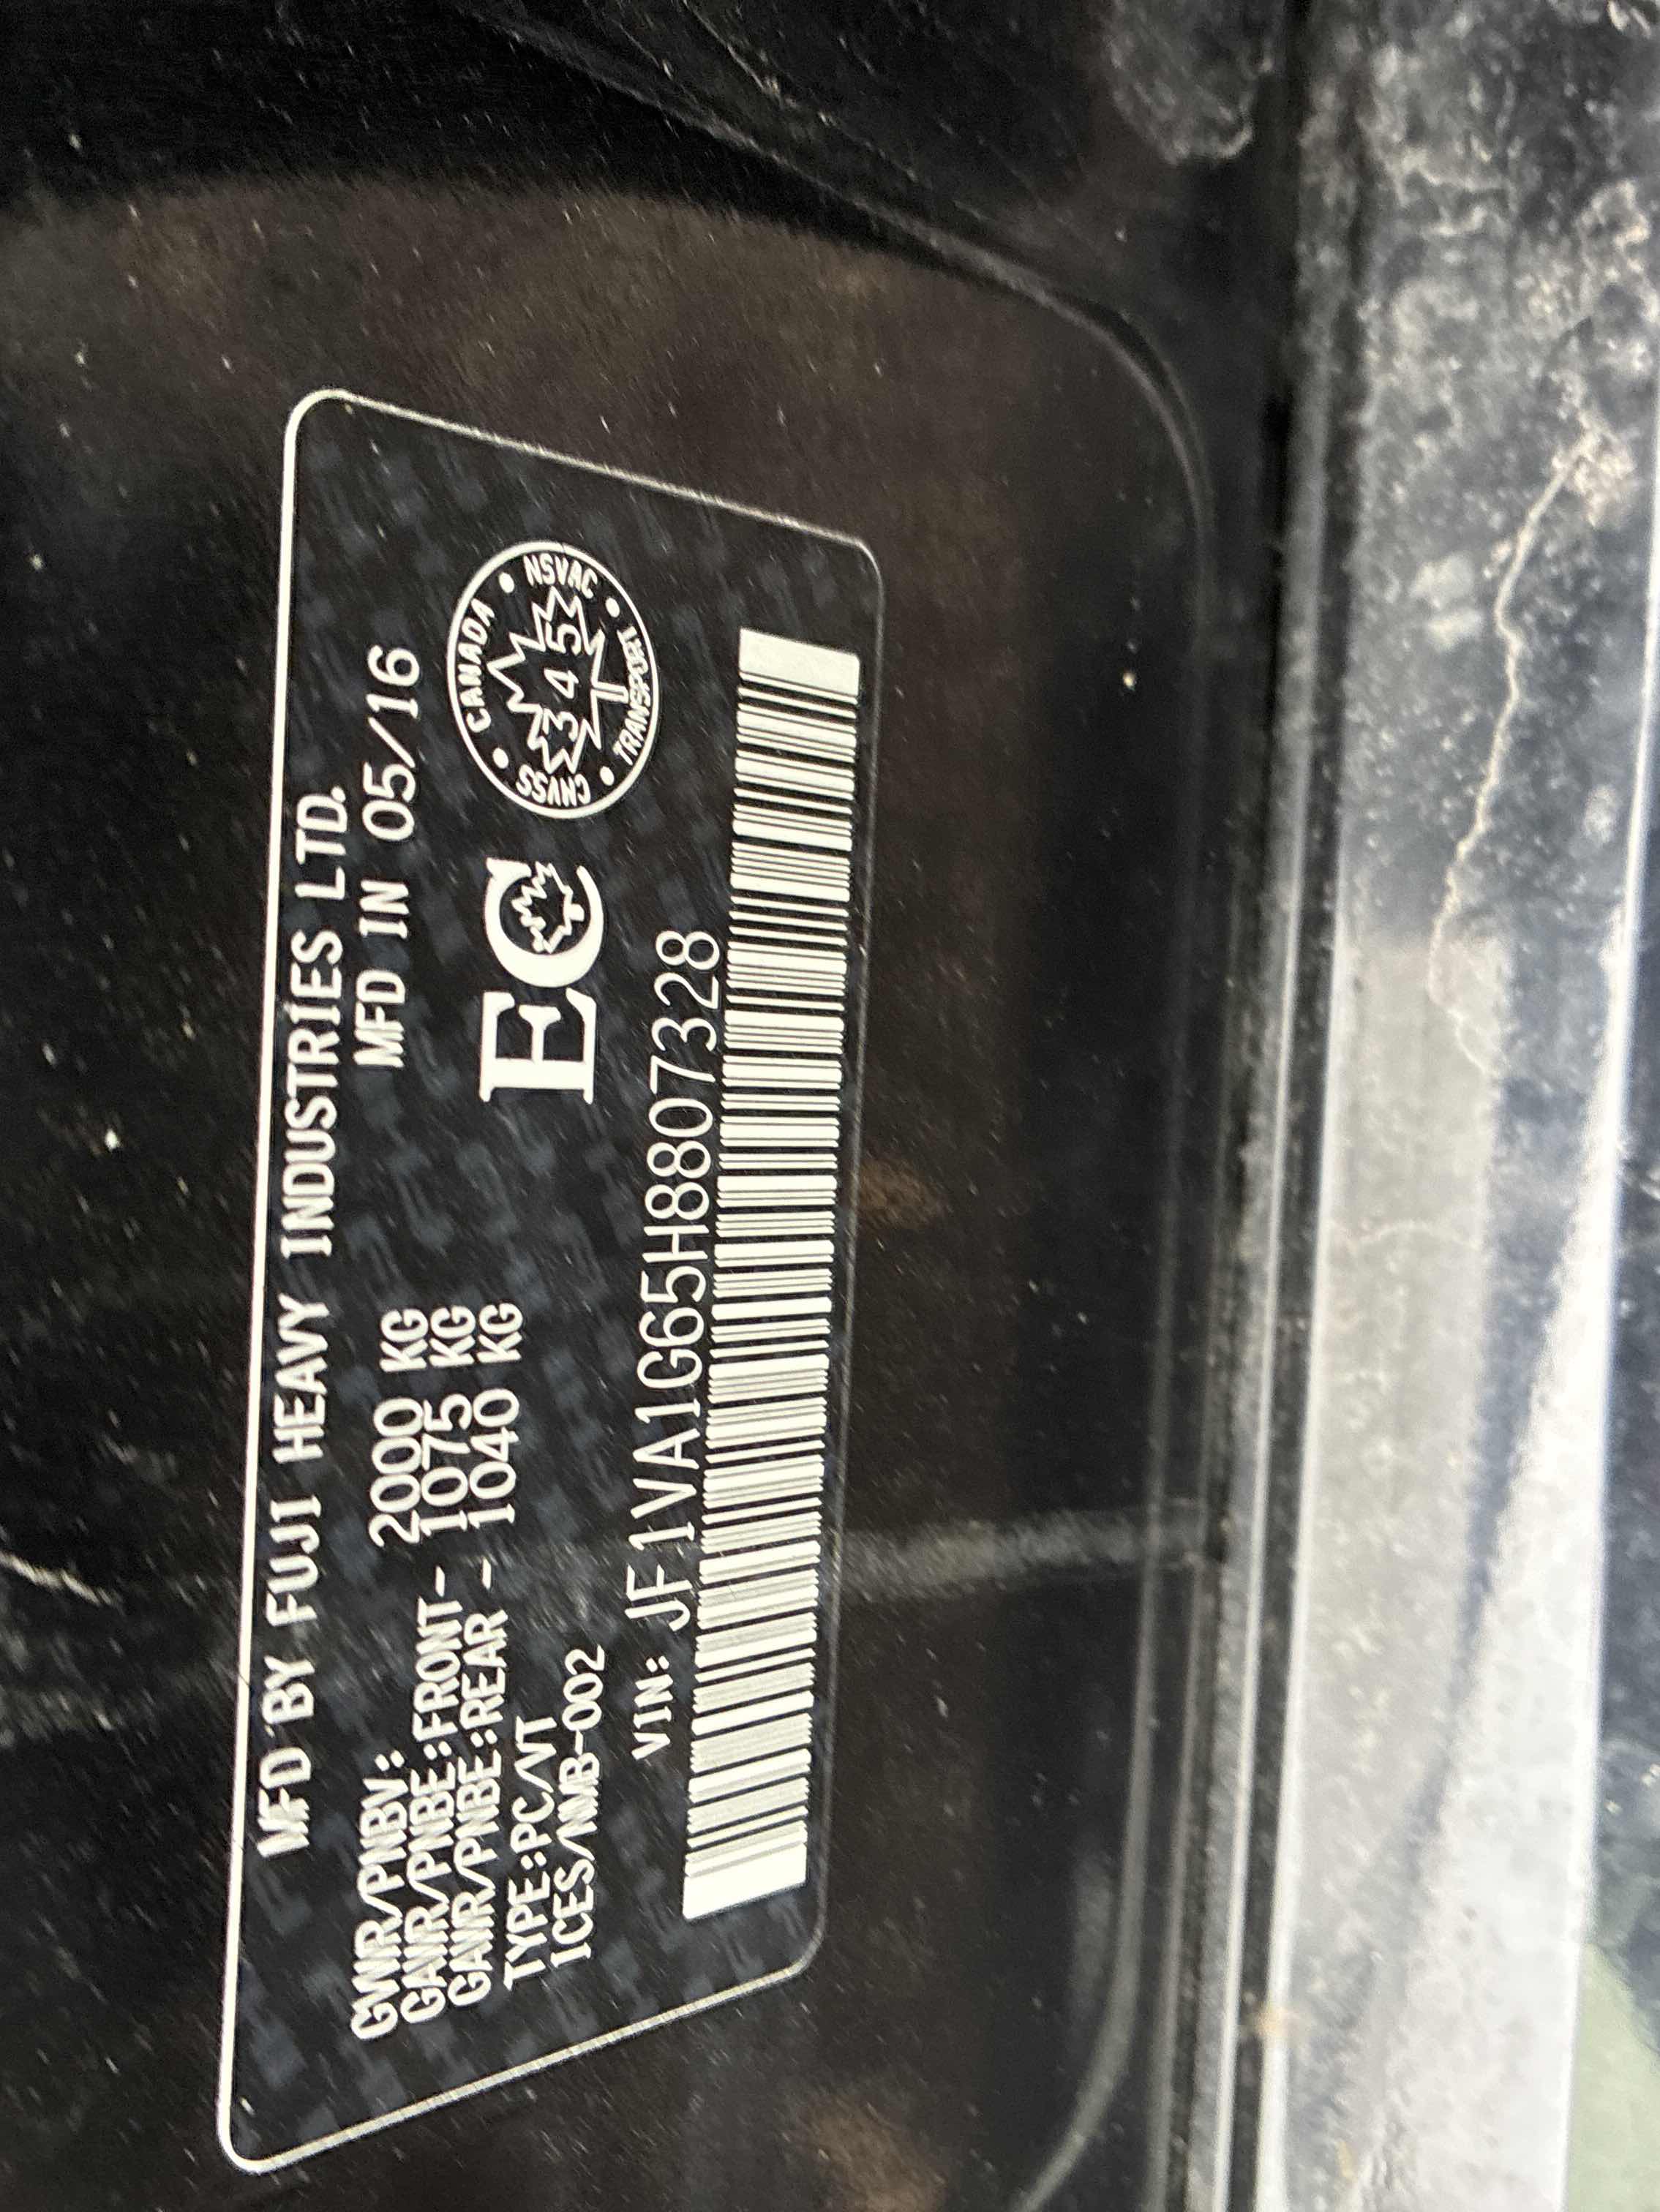 MFD BY FUJI HEAVY INDUSTRIES LTD.
MFD IN 05/16
GVWR/PNBV: 2000 KG
GAWR/PNBE:FRONT- 1075 KG
GAWR/PNBE:REAR - 1040 KG
TYPE:PC/VT
ICES/NMB-002
EC
CANADA • NSVAC • TRANSPORT • CMVSS •
345
VIN: JF1VA1G65H8807328